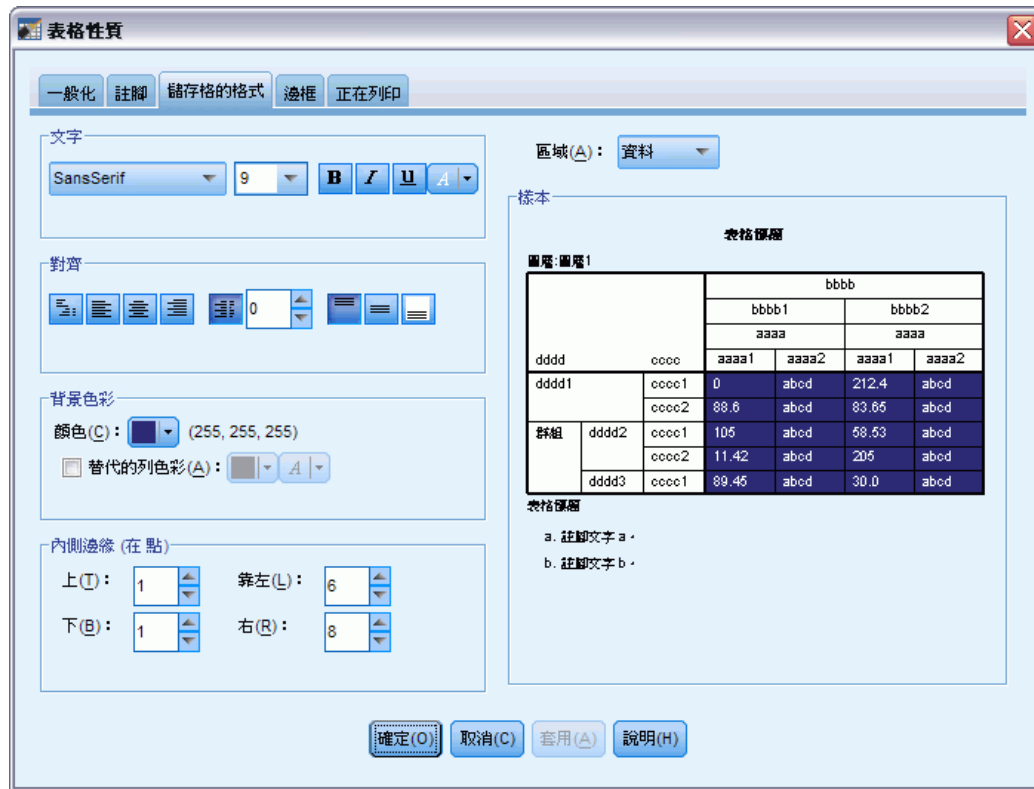 表格性質
一般化 註腳 儲存格的格式 邊框 正在列印
文字
SansSerif 9 B I U A
對齊
0
背景色彩
顏色(C)： (255, 255, 255)
替代的列色彩(A)： A
內側邊緣 (在 點)
上(T)： 1 靠左(L)： 6
下(B)： 1 右(R)： 8
區域(A)： 資料
樣本
表格標題
圖層:圖層1
bbbb
bbbb1 bbbb2
aaaa aaaa
dddd cccc aaaa1 aaaa2 aaaa1 aaaa2
dddd1 cccc1 0 abcd 212.4 abcd
cccc2 88.6 abcd 83.65 abcd
群組 dddd2 cccc1 105 abcd 58.53 abcd
cccc2 11.42 abcd 205 abcd
dddd3 cccc1 89.45 abcd 30.0 abcd
表格標題
a. 註腳文字 a。
b. 註腳文字 b。
確定(O) 取消(C) 套用(A) 說明(H)